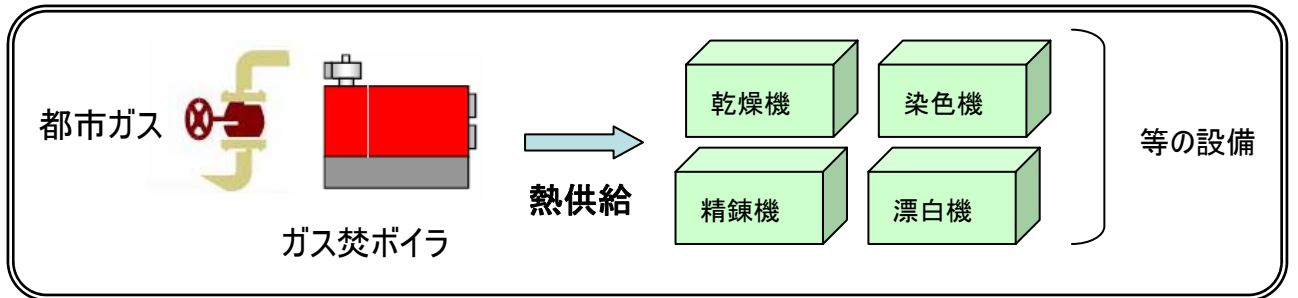 都市ガス
ガス焚ボイラ
熱供給
乾燥機
染色機
精錬機
漂白機
等の設備